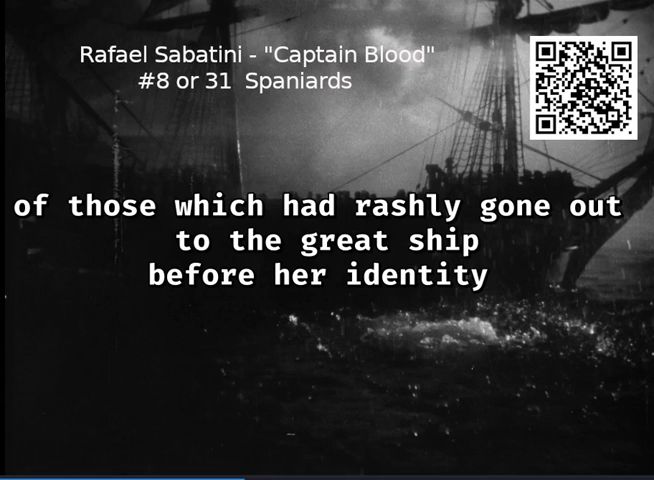 Rafael Sabatini - "Captain Blood"
#8 or 31 Spaniards
of those which had rashly gone out
to the great ship
before her identity